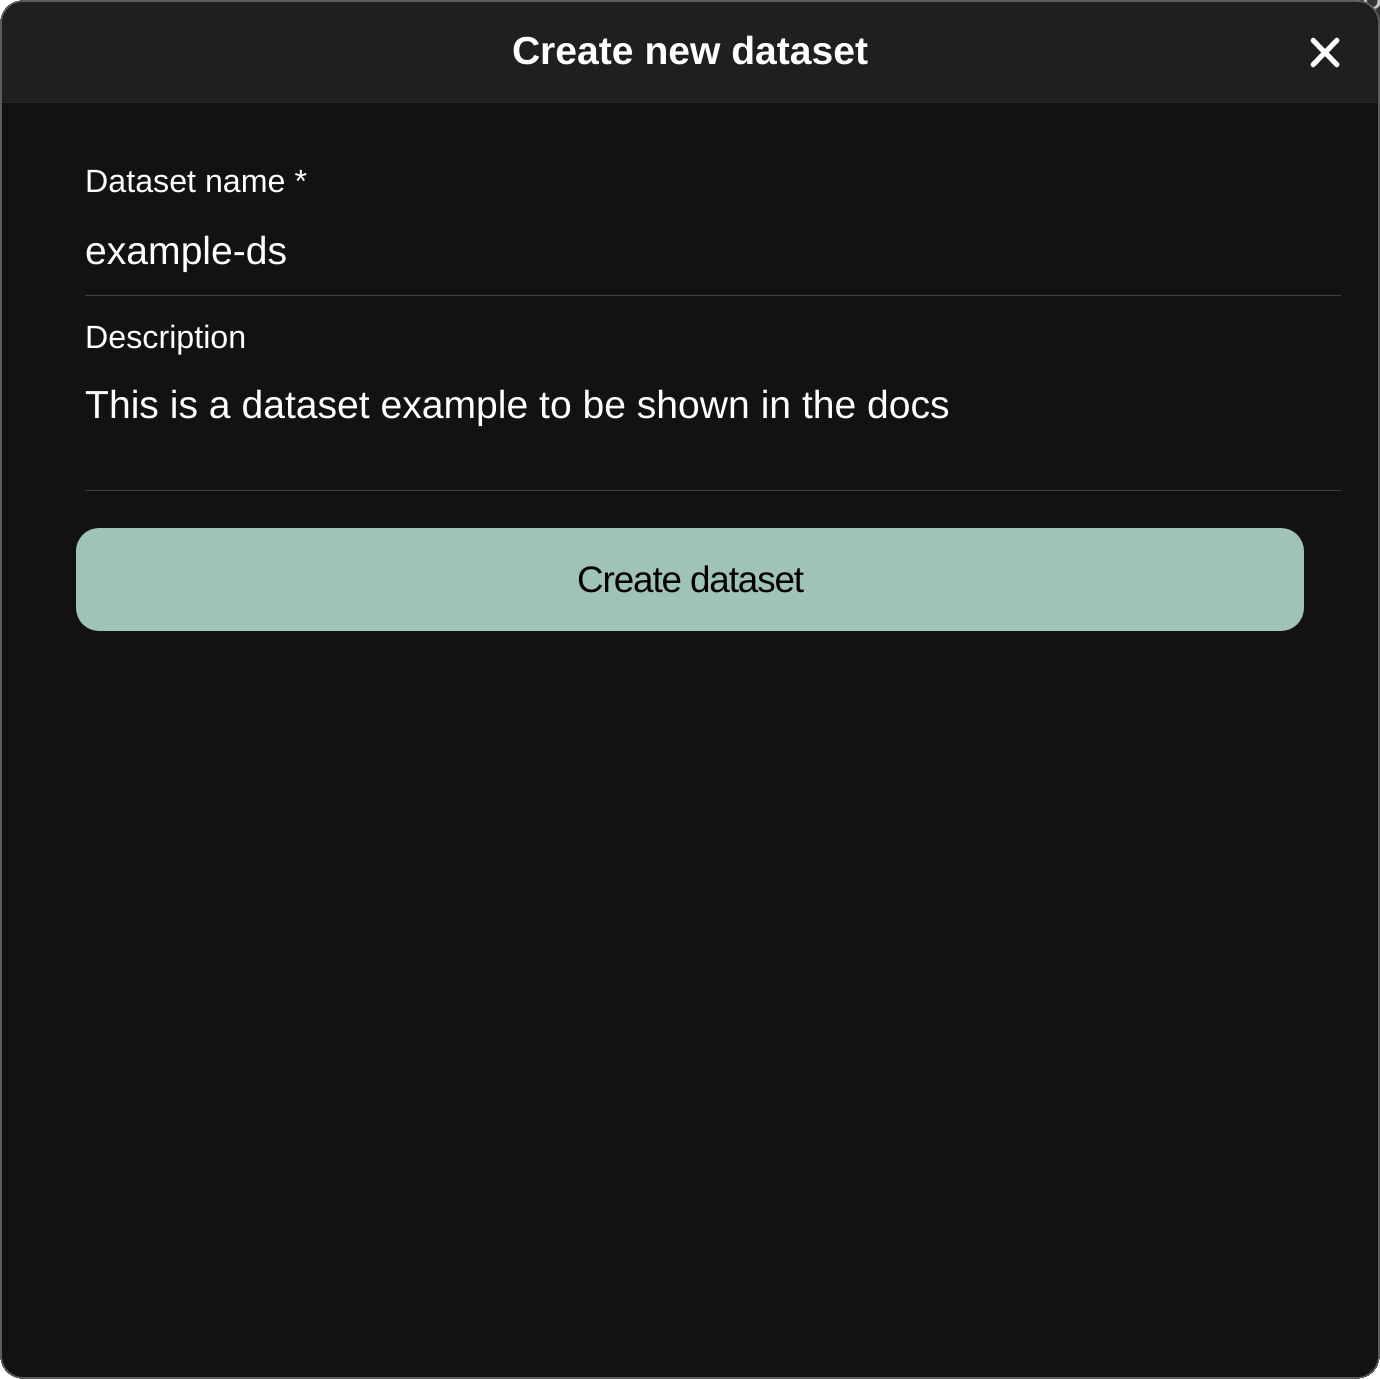 Create new dataset
Dataset name *
example-ds
Description
This is a dataset example to be shown in the docs
Create dataset